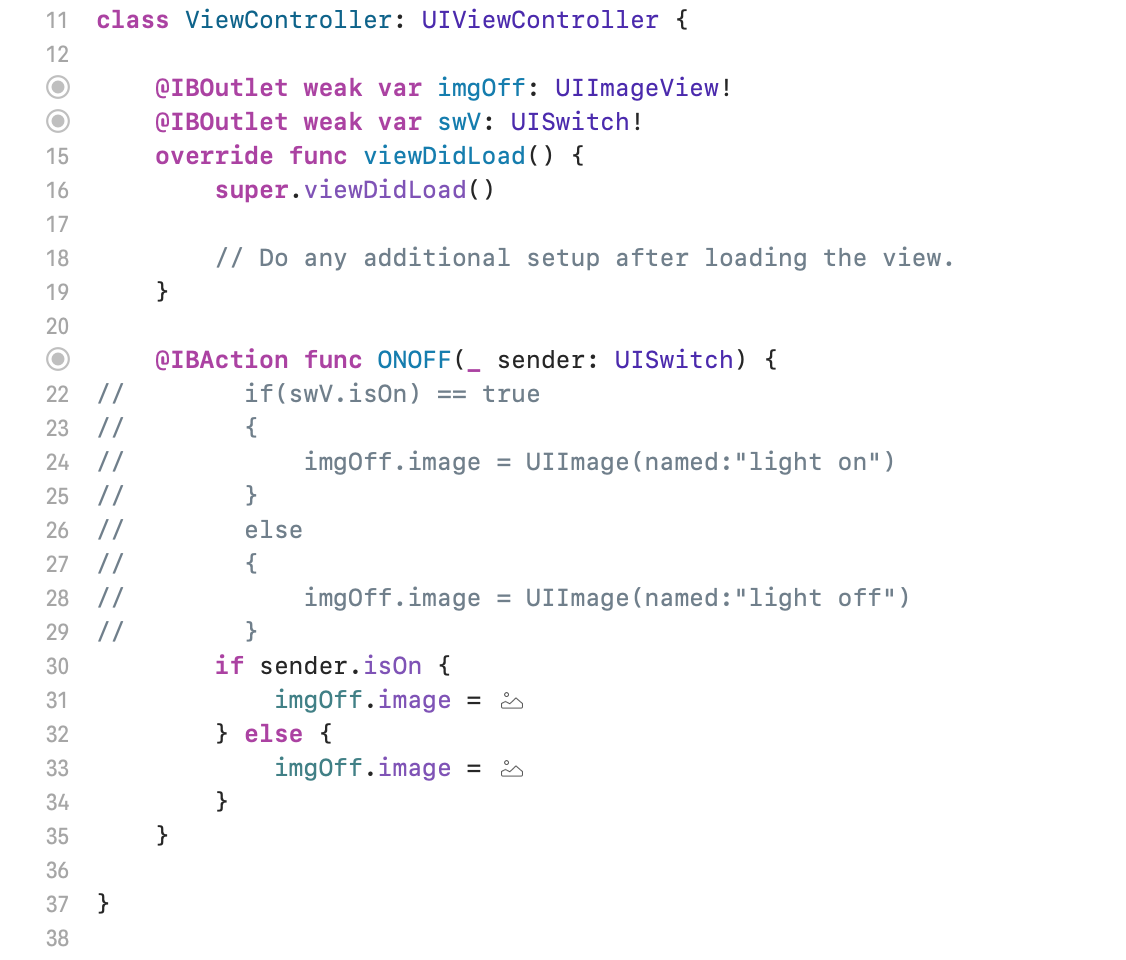 11 class ViewController: UIViewController {
12
@IBOutlet weak var imgOff: UIImageView!
@IBOutlet weak var swV: UISwitch!
15 override func viewDidLoad() {
16 super.viewDidLoad()
17
18 // Do any additional setup after loading the view.
19 }
20
@IBAction func ONOFF(_ sender: UISwitch) {
22 // if(swV.isOn) == true
23 // {
24 // imgOff.image = UIImage(named:"light on")
25 // }
26 // else
27 // {
28 // imgOff.image = UIImage(named:"light off")
29 // }
30 if sender.isOn {
31 imgOff.image =
32 } else {
33 imgOff.image =
34 }
35 }
36
37 }
38